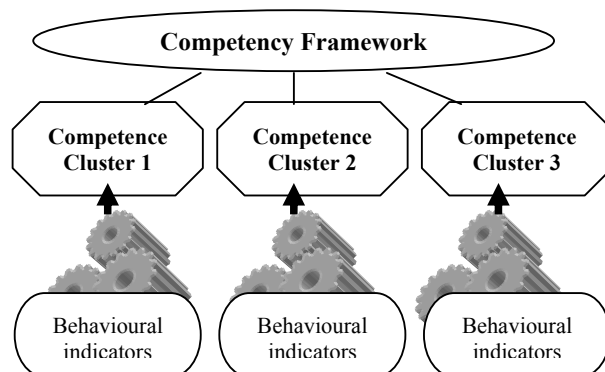 Competency Framework
Competence
Cluster 1
Competence
Cluster 2
Competence
Cluster 3
Behavioural
indicators
Behavioural
indicators
Behavioural
indicators